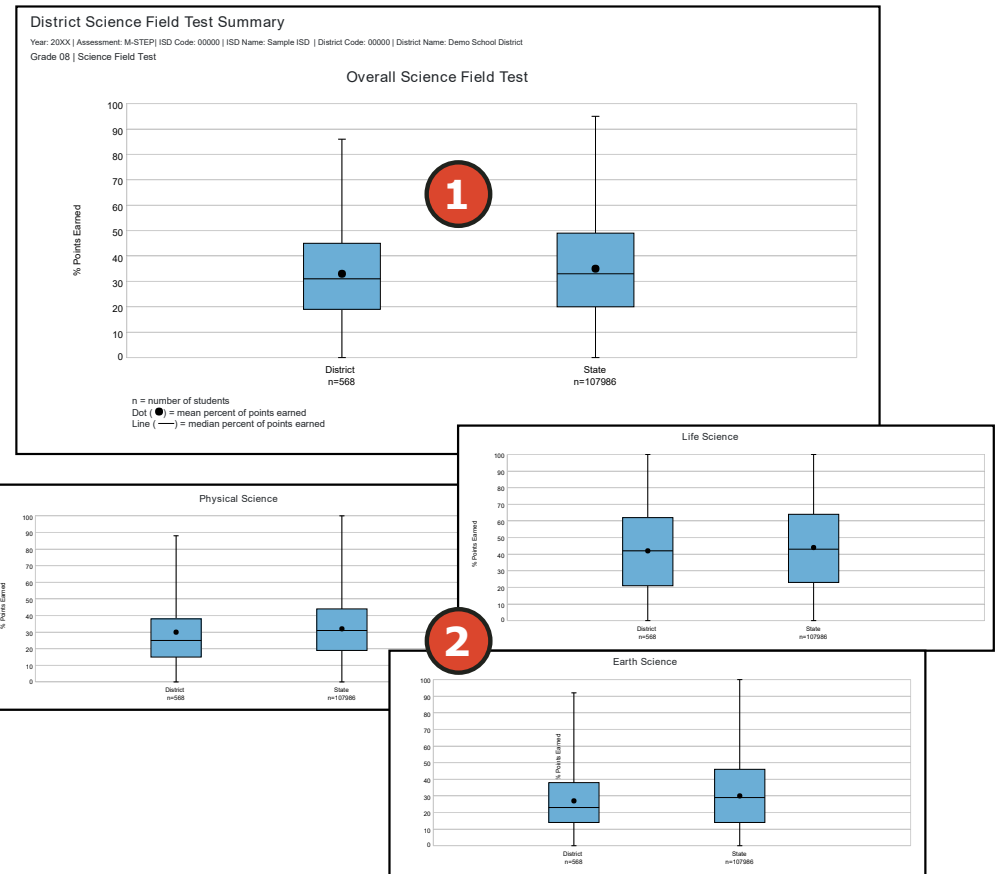 District Science Field Test Summary
Year: 20XX | Assessment: M-STEP| ISD Code: 00000 | ISD Name: Sample ISD | District Code: 00000 | District Name: Demo School District
Grade 08 | Science Field Test
Overall Science Field Test
% Points Earned
100
90
80
70
60
50
40
30
20
10
0
1
District
n=568
State
n=107986
n = number of students
Dot ( ) = mean percent of points earned
Line ( ) = median percent of points earned
Life Science
% Points Earned
100
90
80
70
60
50
40
30
20
10
0
District
n=568
State
n=107986
Physical Science
% Points Earned
100
90
80
70
60
50
40
30
20
10
0
District
n=568
State
n=107986
2
Earth Science
% Points Earned
100
90
80
70
60
50
40
30
20
10
0
District
n=568
State
n=107986